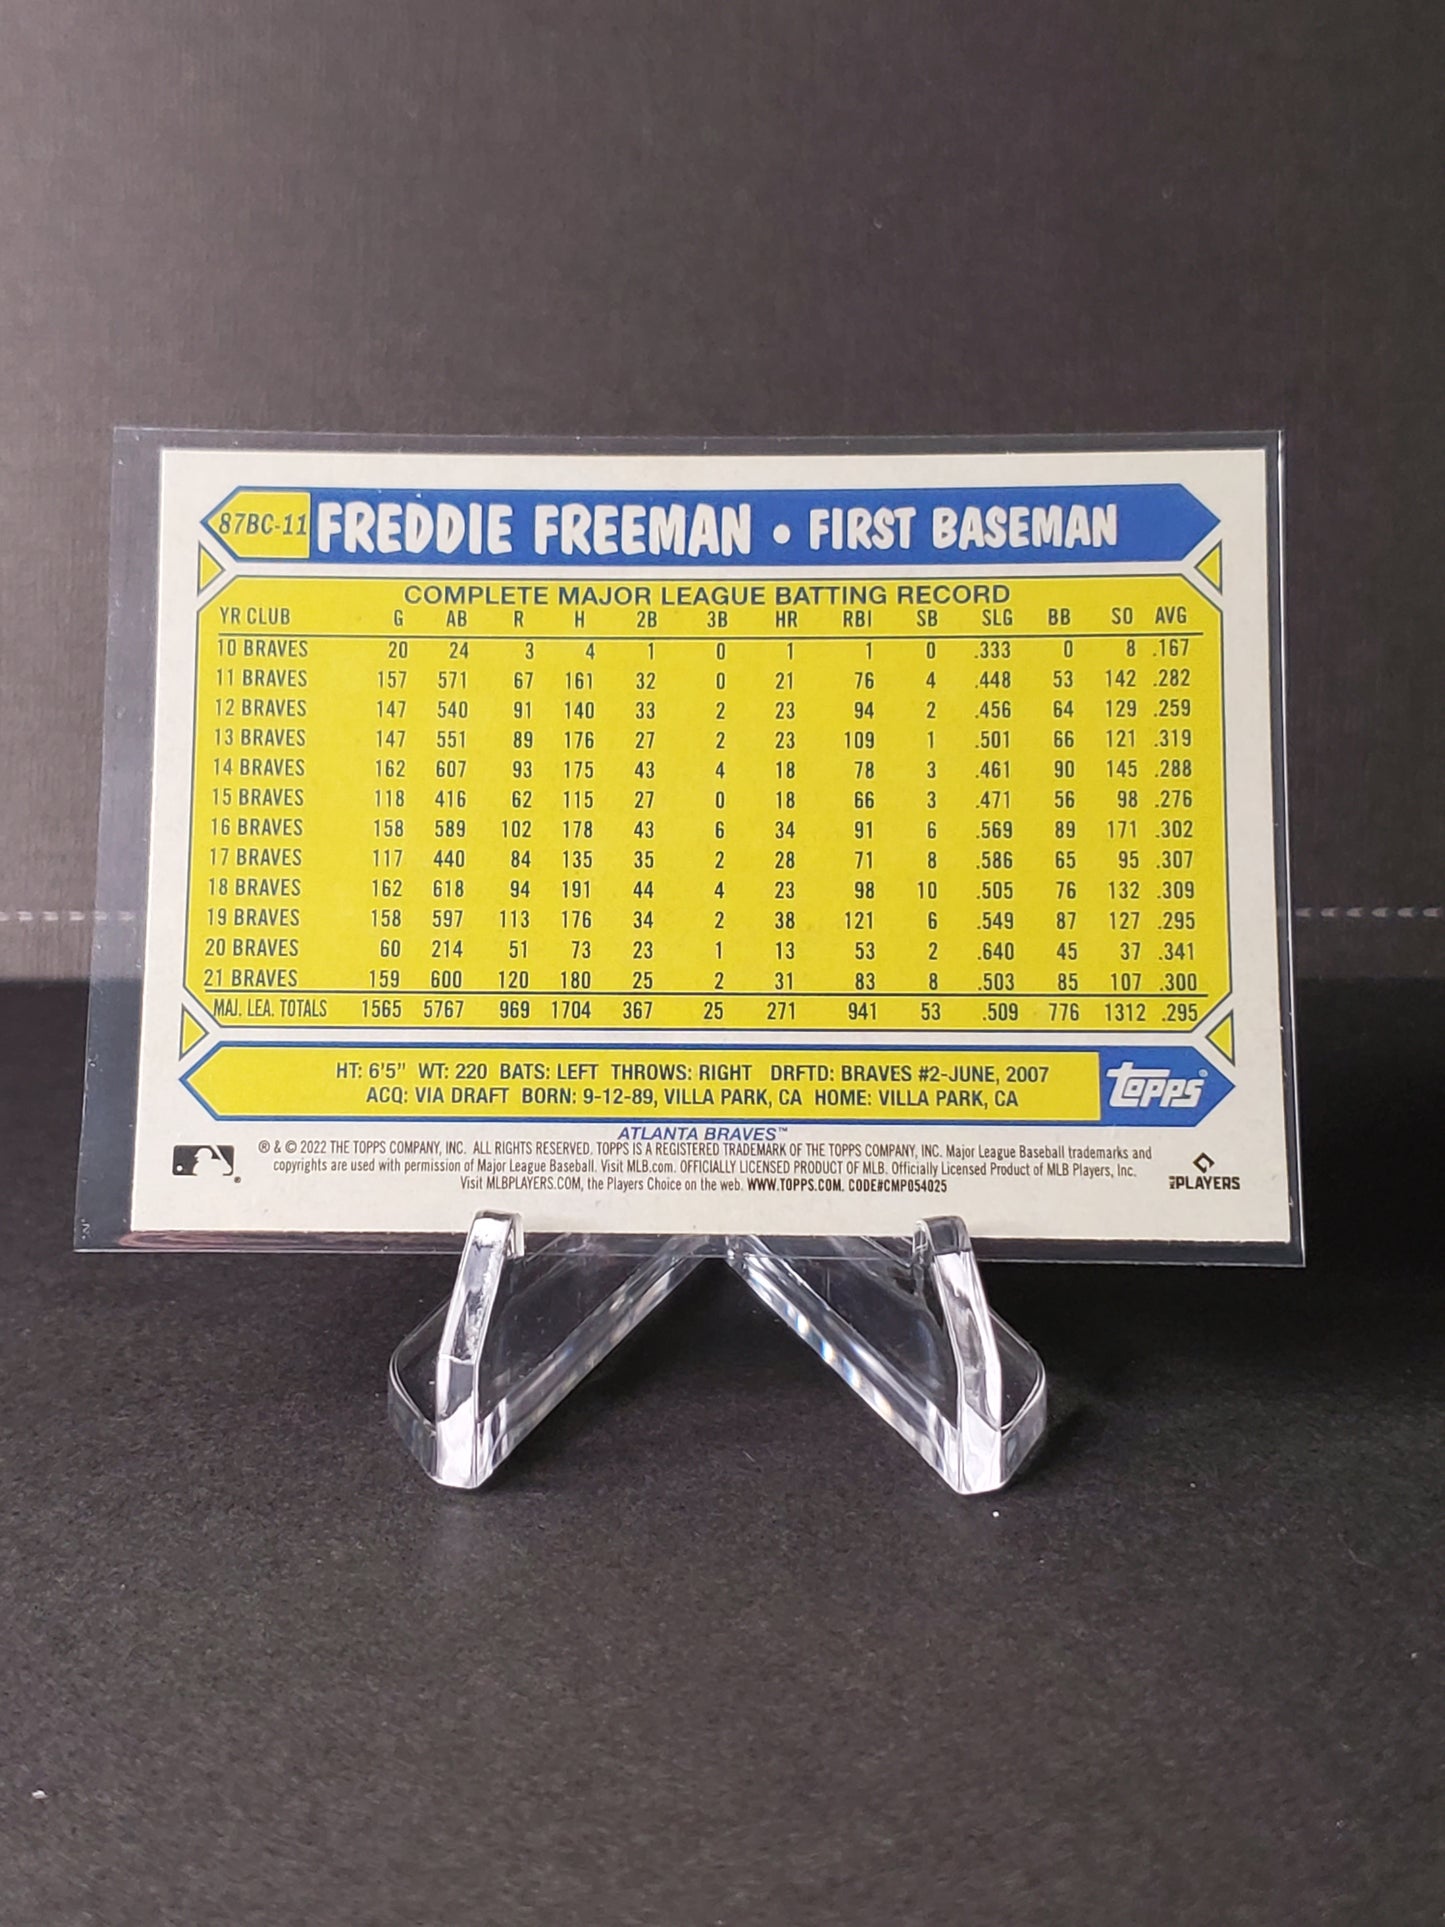 87BC-11 FREDDIE FREEMAN • FIRST BASEMAN
COMPLETE MAJOR LEAGUE BATTING RECORD
YR CLUB G AB R H 2B 3B HR RBI SB SLG BB SO AVG
10 BRAVES 20 24 3 4 1 0 1 1 0 .333 0 8 .167
11 BRAVES 157 571 67 161 32 0 21 76 4 .448 53 142 .282
12 BRAVES 147 540 91 140 33 2 23 94 2 .456 64 129 .259
13 BRAVES 147 551 89 176 27 2 23 109 1 .501 66 121 .319
14 BRAVES 162 607 93 175 43 4 18 78 3 .461 90 145 .288
15 BRAVES 118 416 62 115 27 0 18 66 3 .471 56 98 .276
16 BRAVES 158 589 102 178 43 6 34 91 6 .569 89 171 .302
17 BRAVES 117 440 84 135 35 2 28 71 8 .586 65 95 .307
18 BRAVES 162 618 94 191 44 4 23 98 10 .505 76 132 .309
19 BRAVES 158 597 113 176 34 2 38 121 6 .549 87 127 .295
20 BRAVES 60 214 51 73 23 1 13 53 2 .640 45 37 .341
21 BRAVES 159 600 120 180 25 2 31 83 8 .503 85 107 .300
MAJ. LEA. TOTALS 1565 5767 969 1704 367 25 271 941 53 .509 776 1312 .295
HT: 6'5" WT: 220 BATS: LEFT THROWS: RIGHT DRFTD: BRAVES #2-JUNE, 2007
ACQ: VIA DRAFT BORN: 9-12-89, VILLA PARK, CA HOME: VILLA PARK, CA
Topps®
ATLANTA BRAVES™
® & © 2022 THE TOPPS COMPANY, INC. ALL RIGHTS RESERVED. TOPPS IS A REGISTERED TRADEMARK OF THE TOPPS COMPANY, INC. Major League Baseball trademarks and
copyrights are used with permission of Major League Baseball. Visit MLB.com. OFFICIALLY LICENSED PRODUCT OF MLB. Officially Licensed Product of MLB Players, Inc.
Visit MLBPLAYERS.COM, the Players Choice on the web. WWW.TOPPS.COM. CODE#CMP054025
MLB PLAYERS